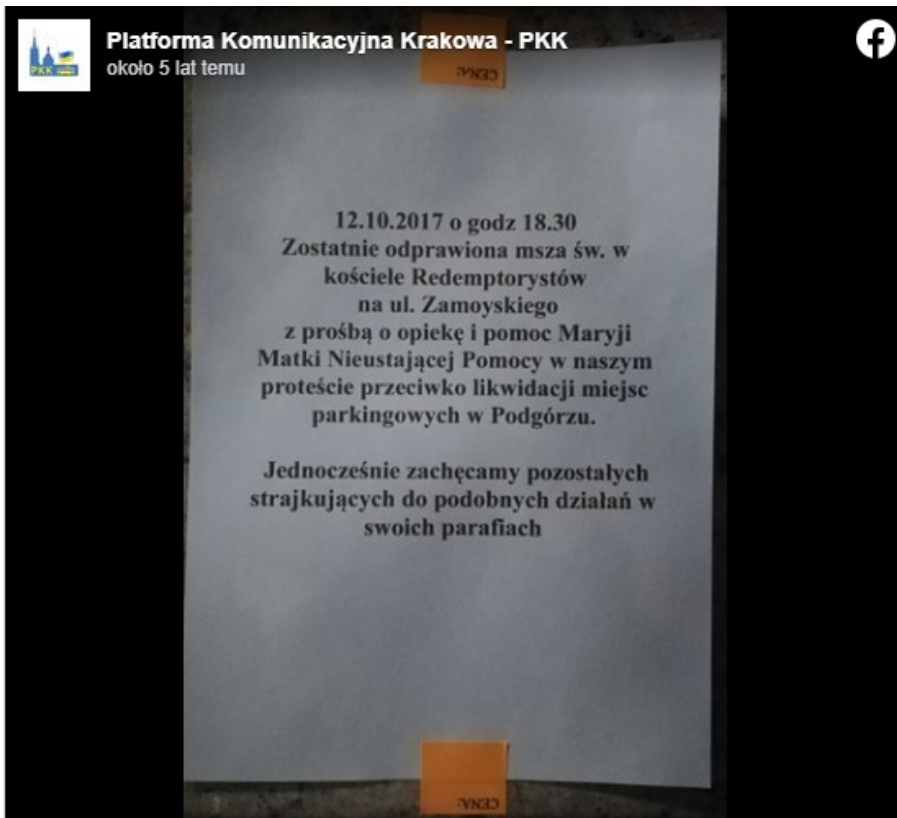 Platforma Komunikacyjna Krakowa - PKK
około 5 lat temu
PKK
CENA:
12.10.2017 o godz 18.30
Zostatnie odprawiona msza św. w
kościele Redemptorystów
na ul. Zamoyskiego
z prośbą o opiekę i pomoc Maryji
Matki Nieustającej Pomocy w naszym
proteście przeciwko likwidacji miejsc
parkingowych w Podgórzu.
Jednocześnie zachęcamy pozostałych
strajkujących do podobnych działań w
swoich parafiach
CENA: